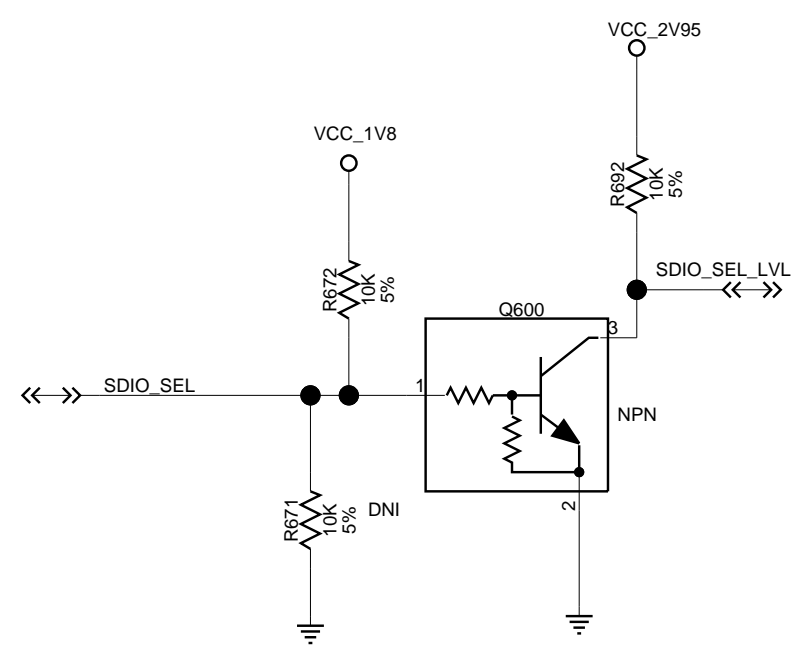 VCC_2V95
VCC_1V8
R692
10K
5%
SDIO_SEL_LVL
R672
10K
5%
Q600
3
SDIO_SEL
1
NPN
2
R671
10K
5%
DNI